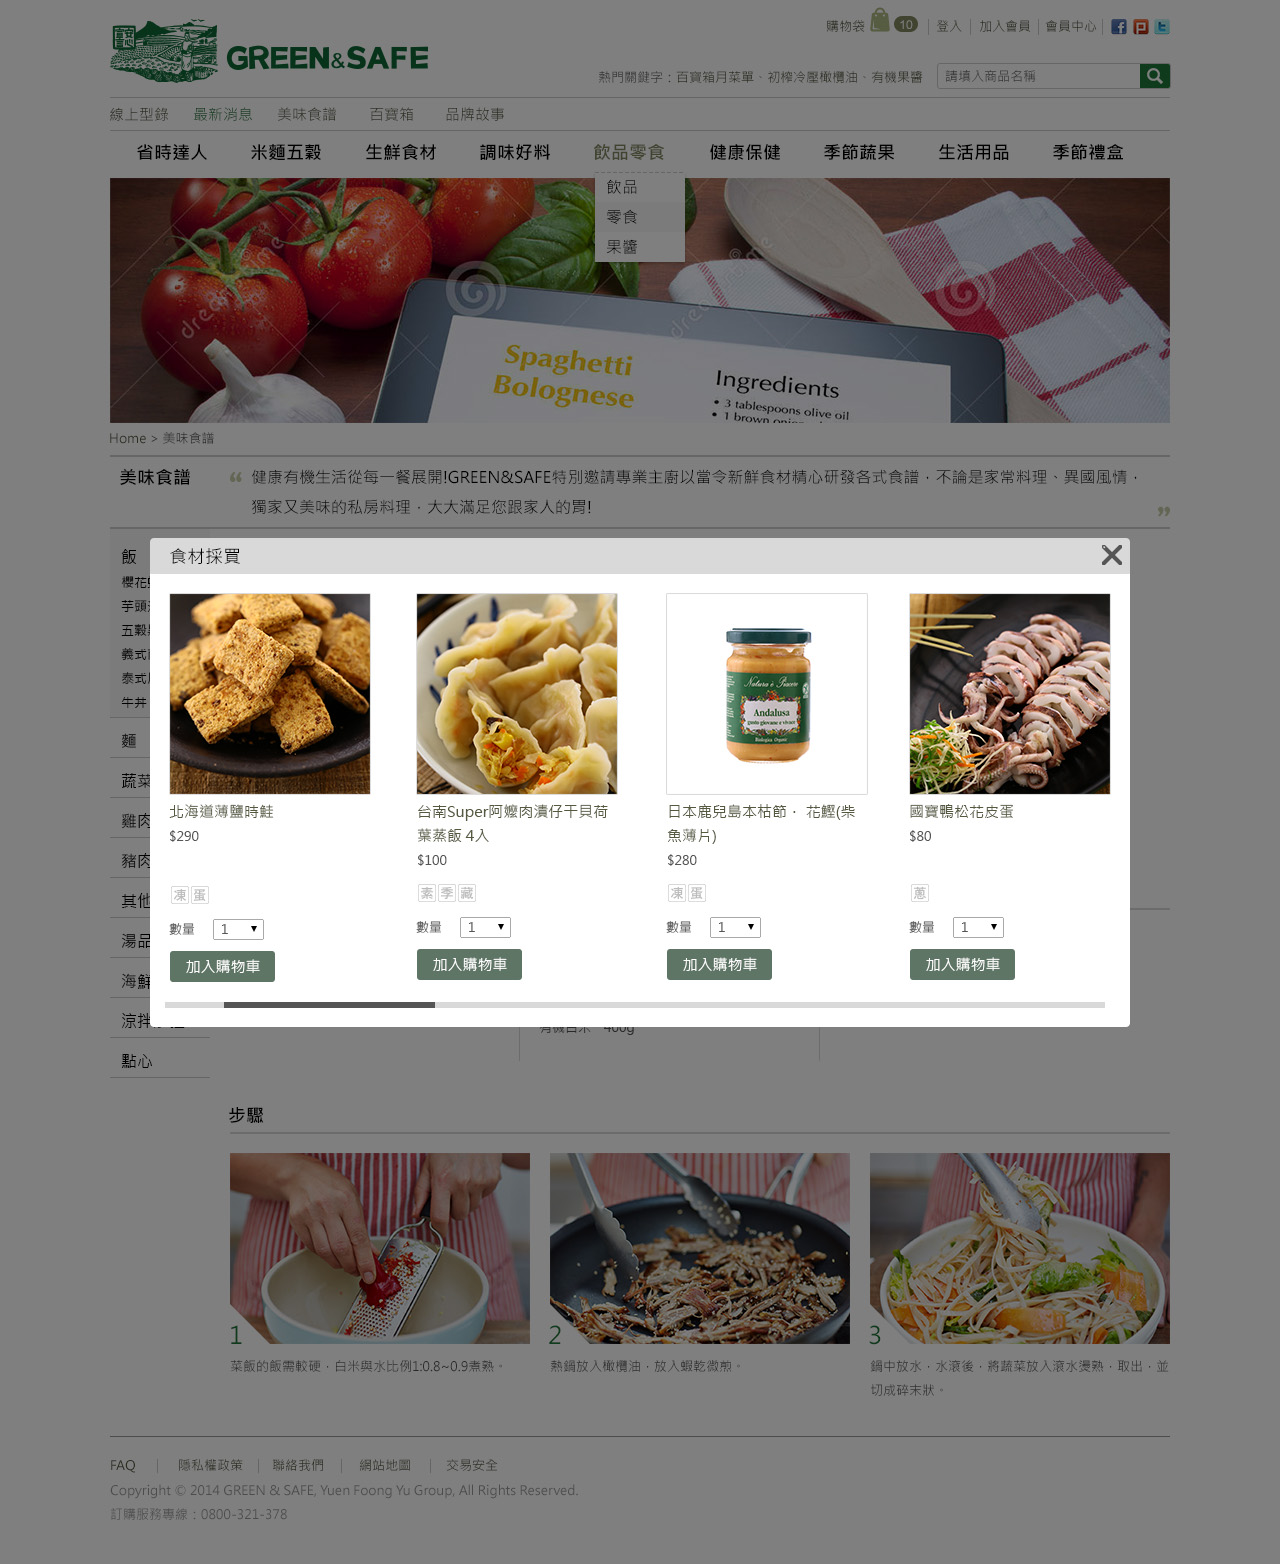 購物袋 10 登入 加入會員 會員中心
GREEN&SAFE
熱門關鍵字：百寶箱月菜單、初榨冷壓橄欖油、有機果醬 請填入商品名稱
線上型錄 最新消息 美味食譜 百寶箱 品牌故事
省時達人 米麵五穀 生鮮食材 調味好料 飲品零食 健康保健 季節蔬果 生活用品 季節禮盒
飲品
零食
果醬
Spaghetti
Bolognese
Ingredients
• 3 tablespoons olive oil
Home > 美味食譜
美味食譜
“ 健康有機生活從每一餐展開!GREEN&SAFE特別邀請專業主廚以當令新鮮食材精心研發各式食譜，不論是家常料理、異國風情，
獨家又美味的私房料理，大大滿足您跟家人的胃! ”
飯
櫻花
芋頭
五穀
義式
泰式
牛丼
麵
蔬菜
雞肉
豬肉
其他
湯品
海鮮
涼拌
點心
食材採買
Natura è Piacere
Andalusa
gusto giovane e vivace
北海道薄鹽時鮭
$290
凍 蛋
數量 1
加入購物車
台南Super阿嬤肉漬仔干貝荷
葉蒸飯 4入
$100
素 季 藏
數量 1
加入購物車
日本鹿兒島本枯節． 花鰹(柴
魚薄片)
$280
凍 蛋
數量 1
加入購物車
國寶鴨松花皮蛋
$80
蔥
數量 1
加入購物車
有機白米 400g
步驟
1
菜飯的飯需較硬，白米與水比例1:0.8~0.9煮熟。
2
熱鍋放入橄欖油，放入蝦乾微煎。
3
鍋中放水，水滾後，將蔬菜放入滾水燙熟，取出，並
切成碎末狀。
FAQ 隱私權政策 聯絡我們 網站地圖 交易安全
Copyright © 2014 GREEN & SAFE, Yuen Foong Yu Group, All Rights Reserved.
訂購服務專線：0800-321-378